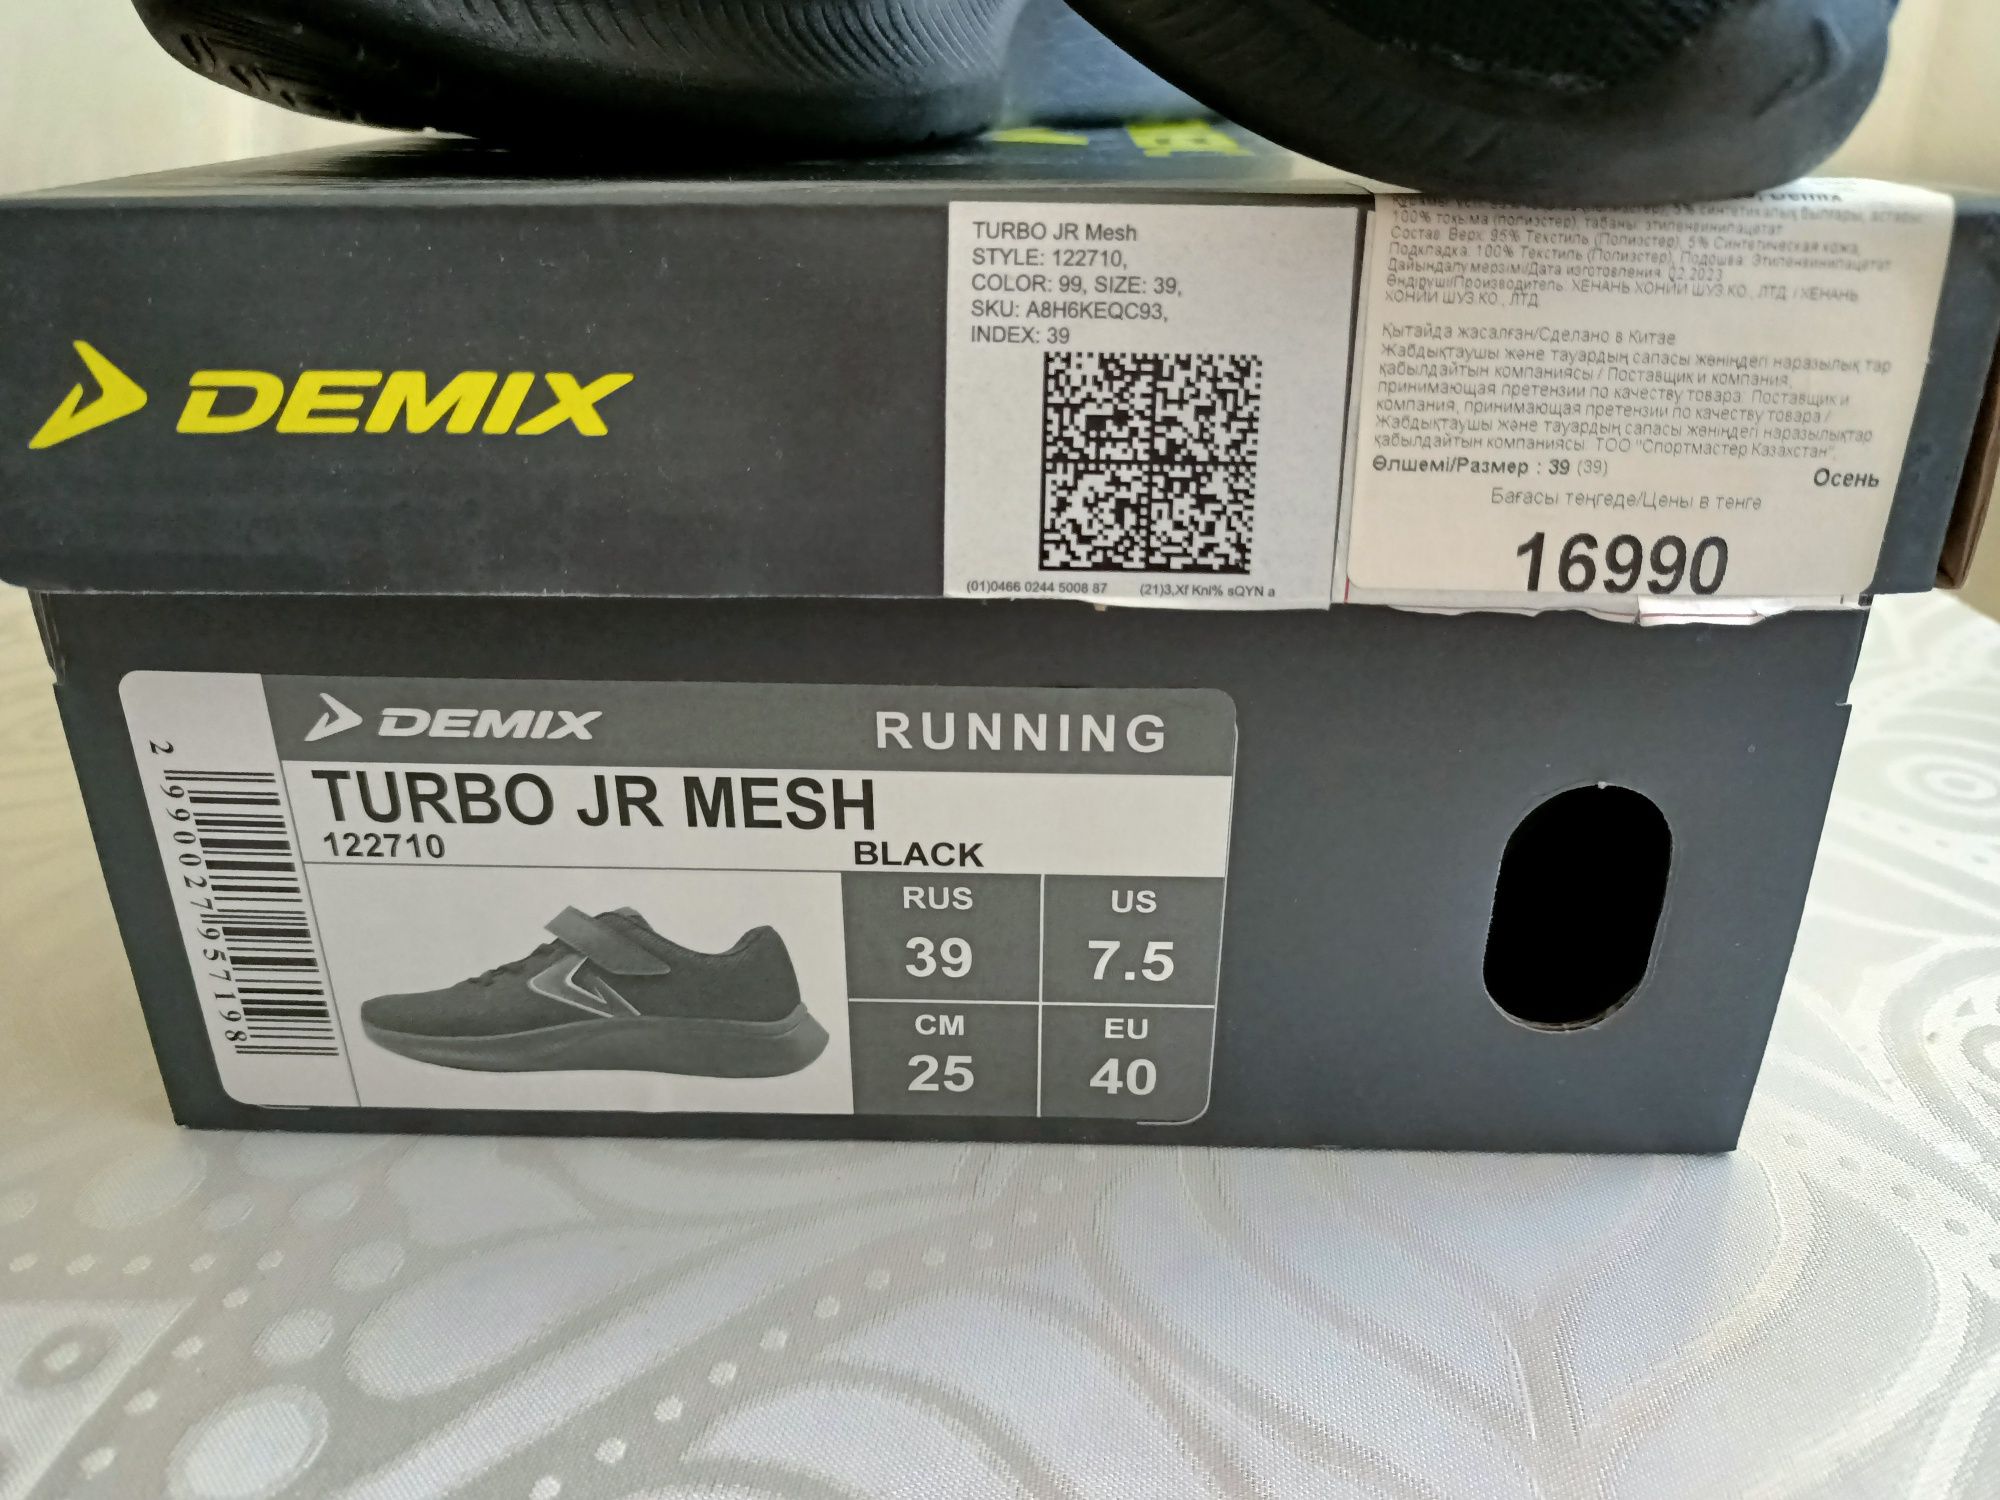 DEMIX
TURBO JR Mesh
STYLE: 122710,
COLOR: 99, SIZE: 39,
SKU: A8H6KEQC93,
INDEX: 39
(01)0466 0244 5008 87 (21)3,Xf Knl% sQYN a
Demix
100% тоқыма (полиэстер), табаны: этиленвинилацетат
Состав: Верх: 95% Текстиль (Полиэстер), 5% Синтетическая кожа,
Подкладка: 100% Текстиль (Полиэстер), Подошва: Этиленвинилацетат
Дайындалу мерзімі/Дата изготовления: 02.2023
Өндіруші/Производитель: ХЕНАНЬ ХОНИИ ШУЗ КО., ЛТД. / ХЕНАНЬ
ХОНИИ ШУЗ КО., ЛТД.
Қытайда жасалған/Сделано в Китае
Жабдықтаушы және тауардың сапасы жөніндегі наразылық тар
қабылдайтын компаниясы / Поставщик и компания,
принимающая претензии по качеству товара: Поставщик и
компания, принимающая претензии по качеству товара /
Жабдықтаушы және тауардың сапасы жөніндегі наразылықтар
қабылдайтын компаниясы: ТОО "Спортмастер Казахстан",
Өлшемі/Размер : 39 (39)
Осень
Бағасы теңгеде/Цены в тенге
16990
DEMIX RUNNING
TURBO JR MESH
122710 BLACK
RUS US
39 7.5
CM EU
25 40
2 990027 957198